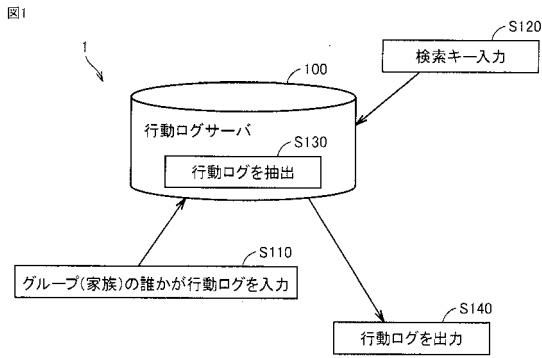 図1
1
S120
検索キー入力
100
行動ログサーバ
S130
行動ログを抽出
S110
グループ(家族)の誰かが行動ログを入力
S140
行動ログを出力